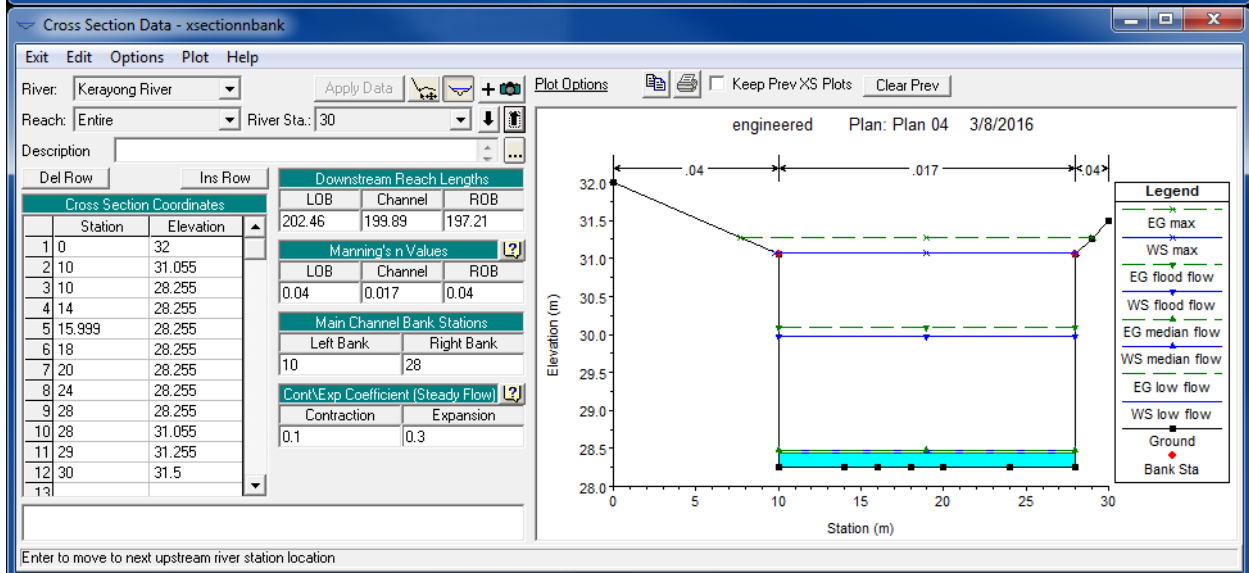 Cross Section Data - xsectionnbank
Exit Edit Options Plot Help
River: Kerayong River Apply Data
Reach: Entire River Sta.: 30
Description ...
Del Row Ins Row
Cross Section Coordinates
Station Elevation
1 0 32
2 10 31.055
3 10 28.255
4 14 28.255
5 15.999 28.255
6 18 28.255
7 20 28.255
8 24 28.255
9 28 28.255
10 28 31.055
11 29 31.255
12 30 31.5
13
Downstream Reach Lengths
LOB Channel ROB
202.46 199.89 197.21
Manning's n Values
LOB Channel ROB
0.04 0.017 0.04
Main Channel Bank Stations
Left Bank Right Bank
10 28
Cont\Exp Coefficient (Steady Flow)
Contraction Expansion
0.1 0.3
Plot Options Keep Prev XS Plots Clear Prev
engineered Plan: Plan 04 3/8/2016
.04 .017 .04
32.0
31.5
31.0
30.5
30.0
29.5
29.0
28.5
28.0
Elevation (m)
0 5 10 15 20 25 30
Station (m)
Legend
EG max
WS max
EG flood flow
WS flood flow
EG median flow
WS median flow
EG low flow
WS low flow
Ground
Bank Sta
Enter to move to next upstream river station location